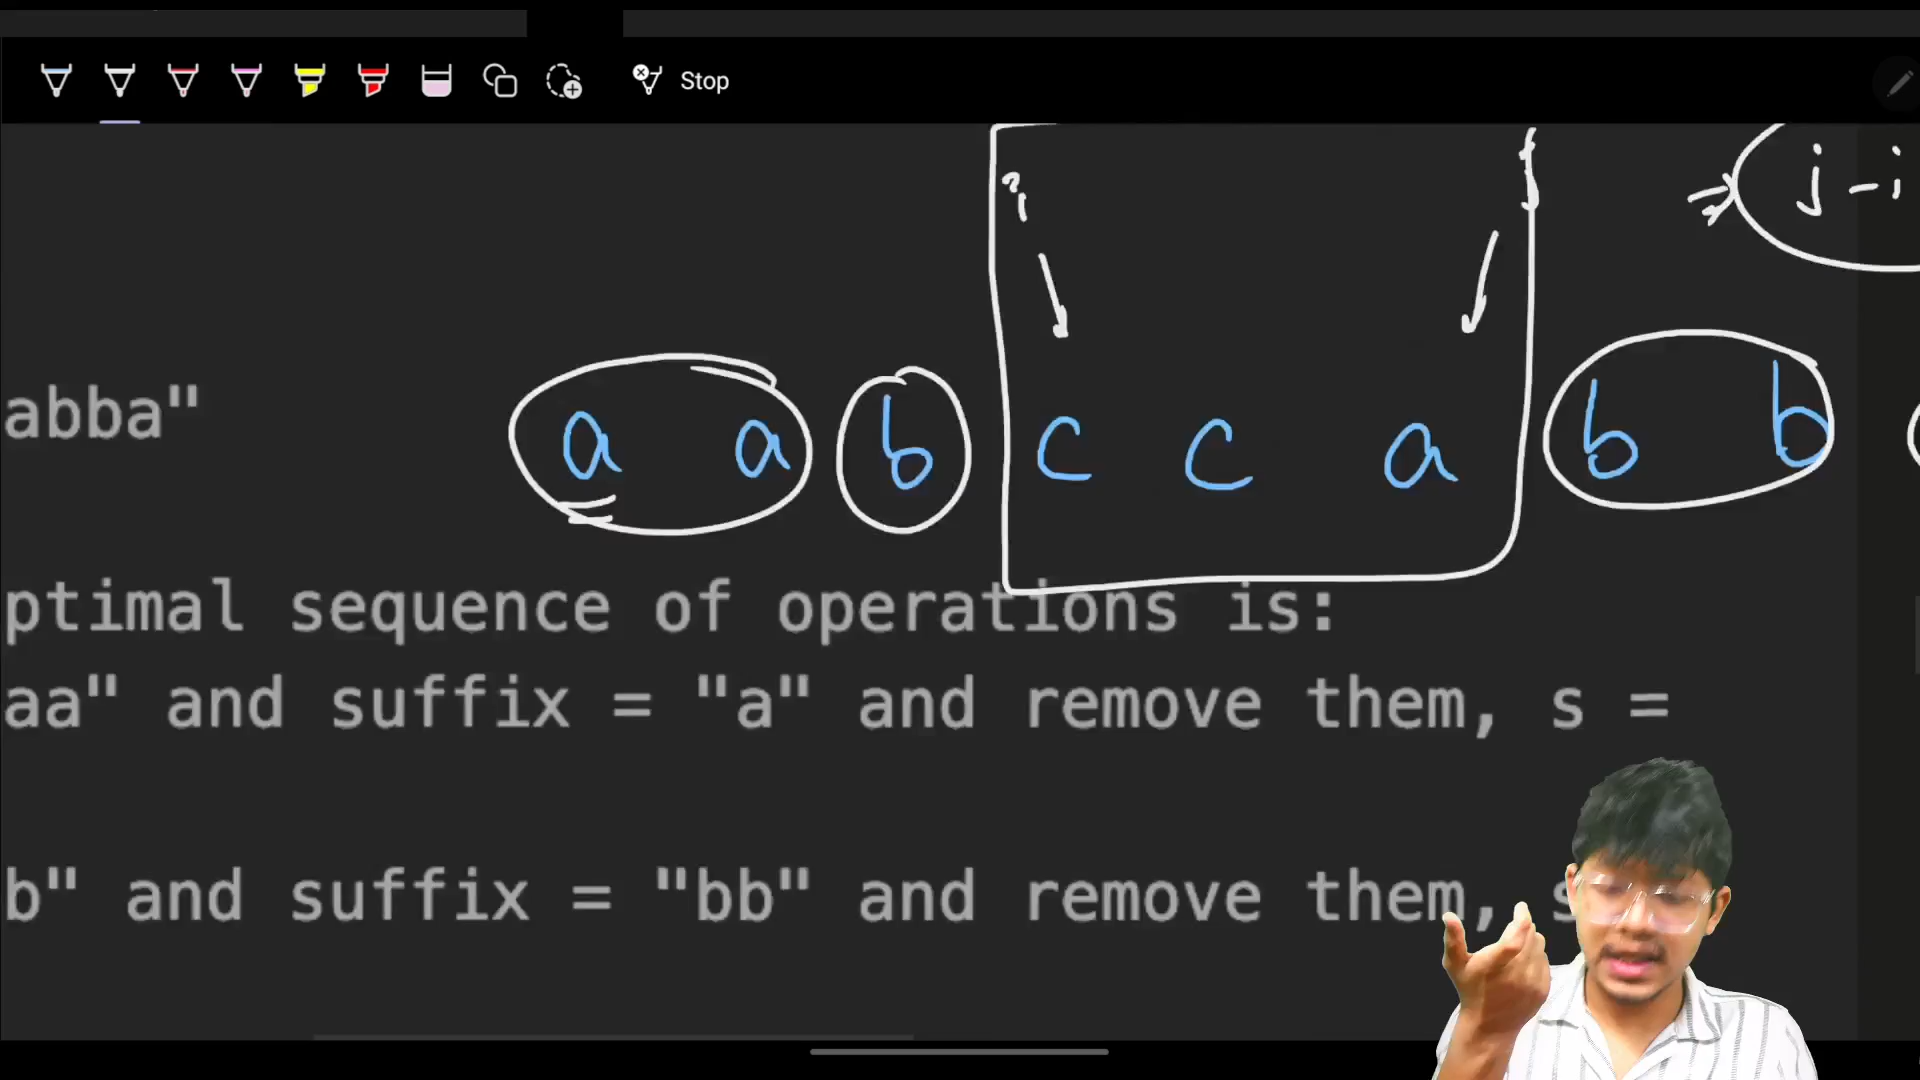 Stop
i
j
j - i
abba"
a a b c c a b b
ptimal sequence of operations is:
aa" and suffix = "a" and remove them, s =
b" and suffix = "bb" and remove them, s